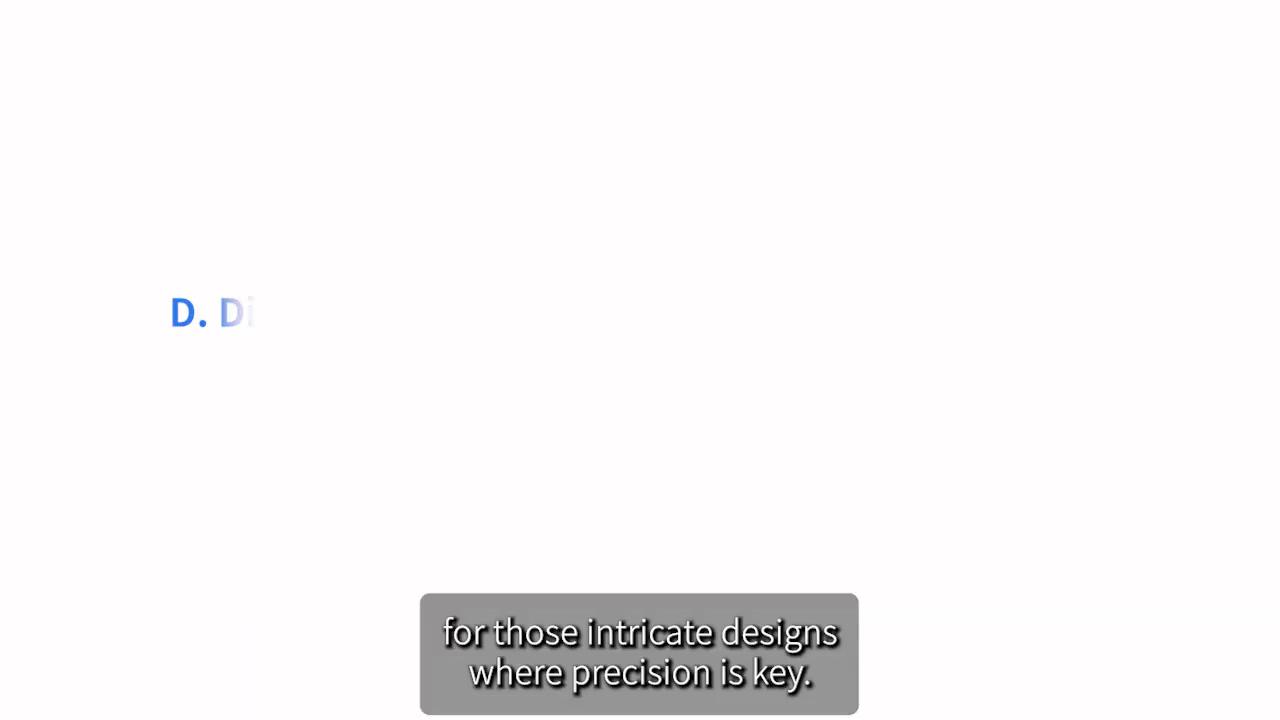 D. Di
for those intricate designs
where precision is key.